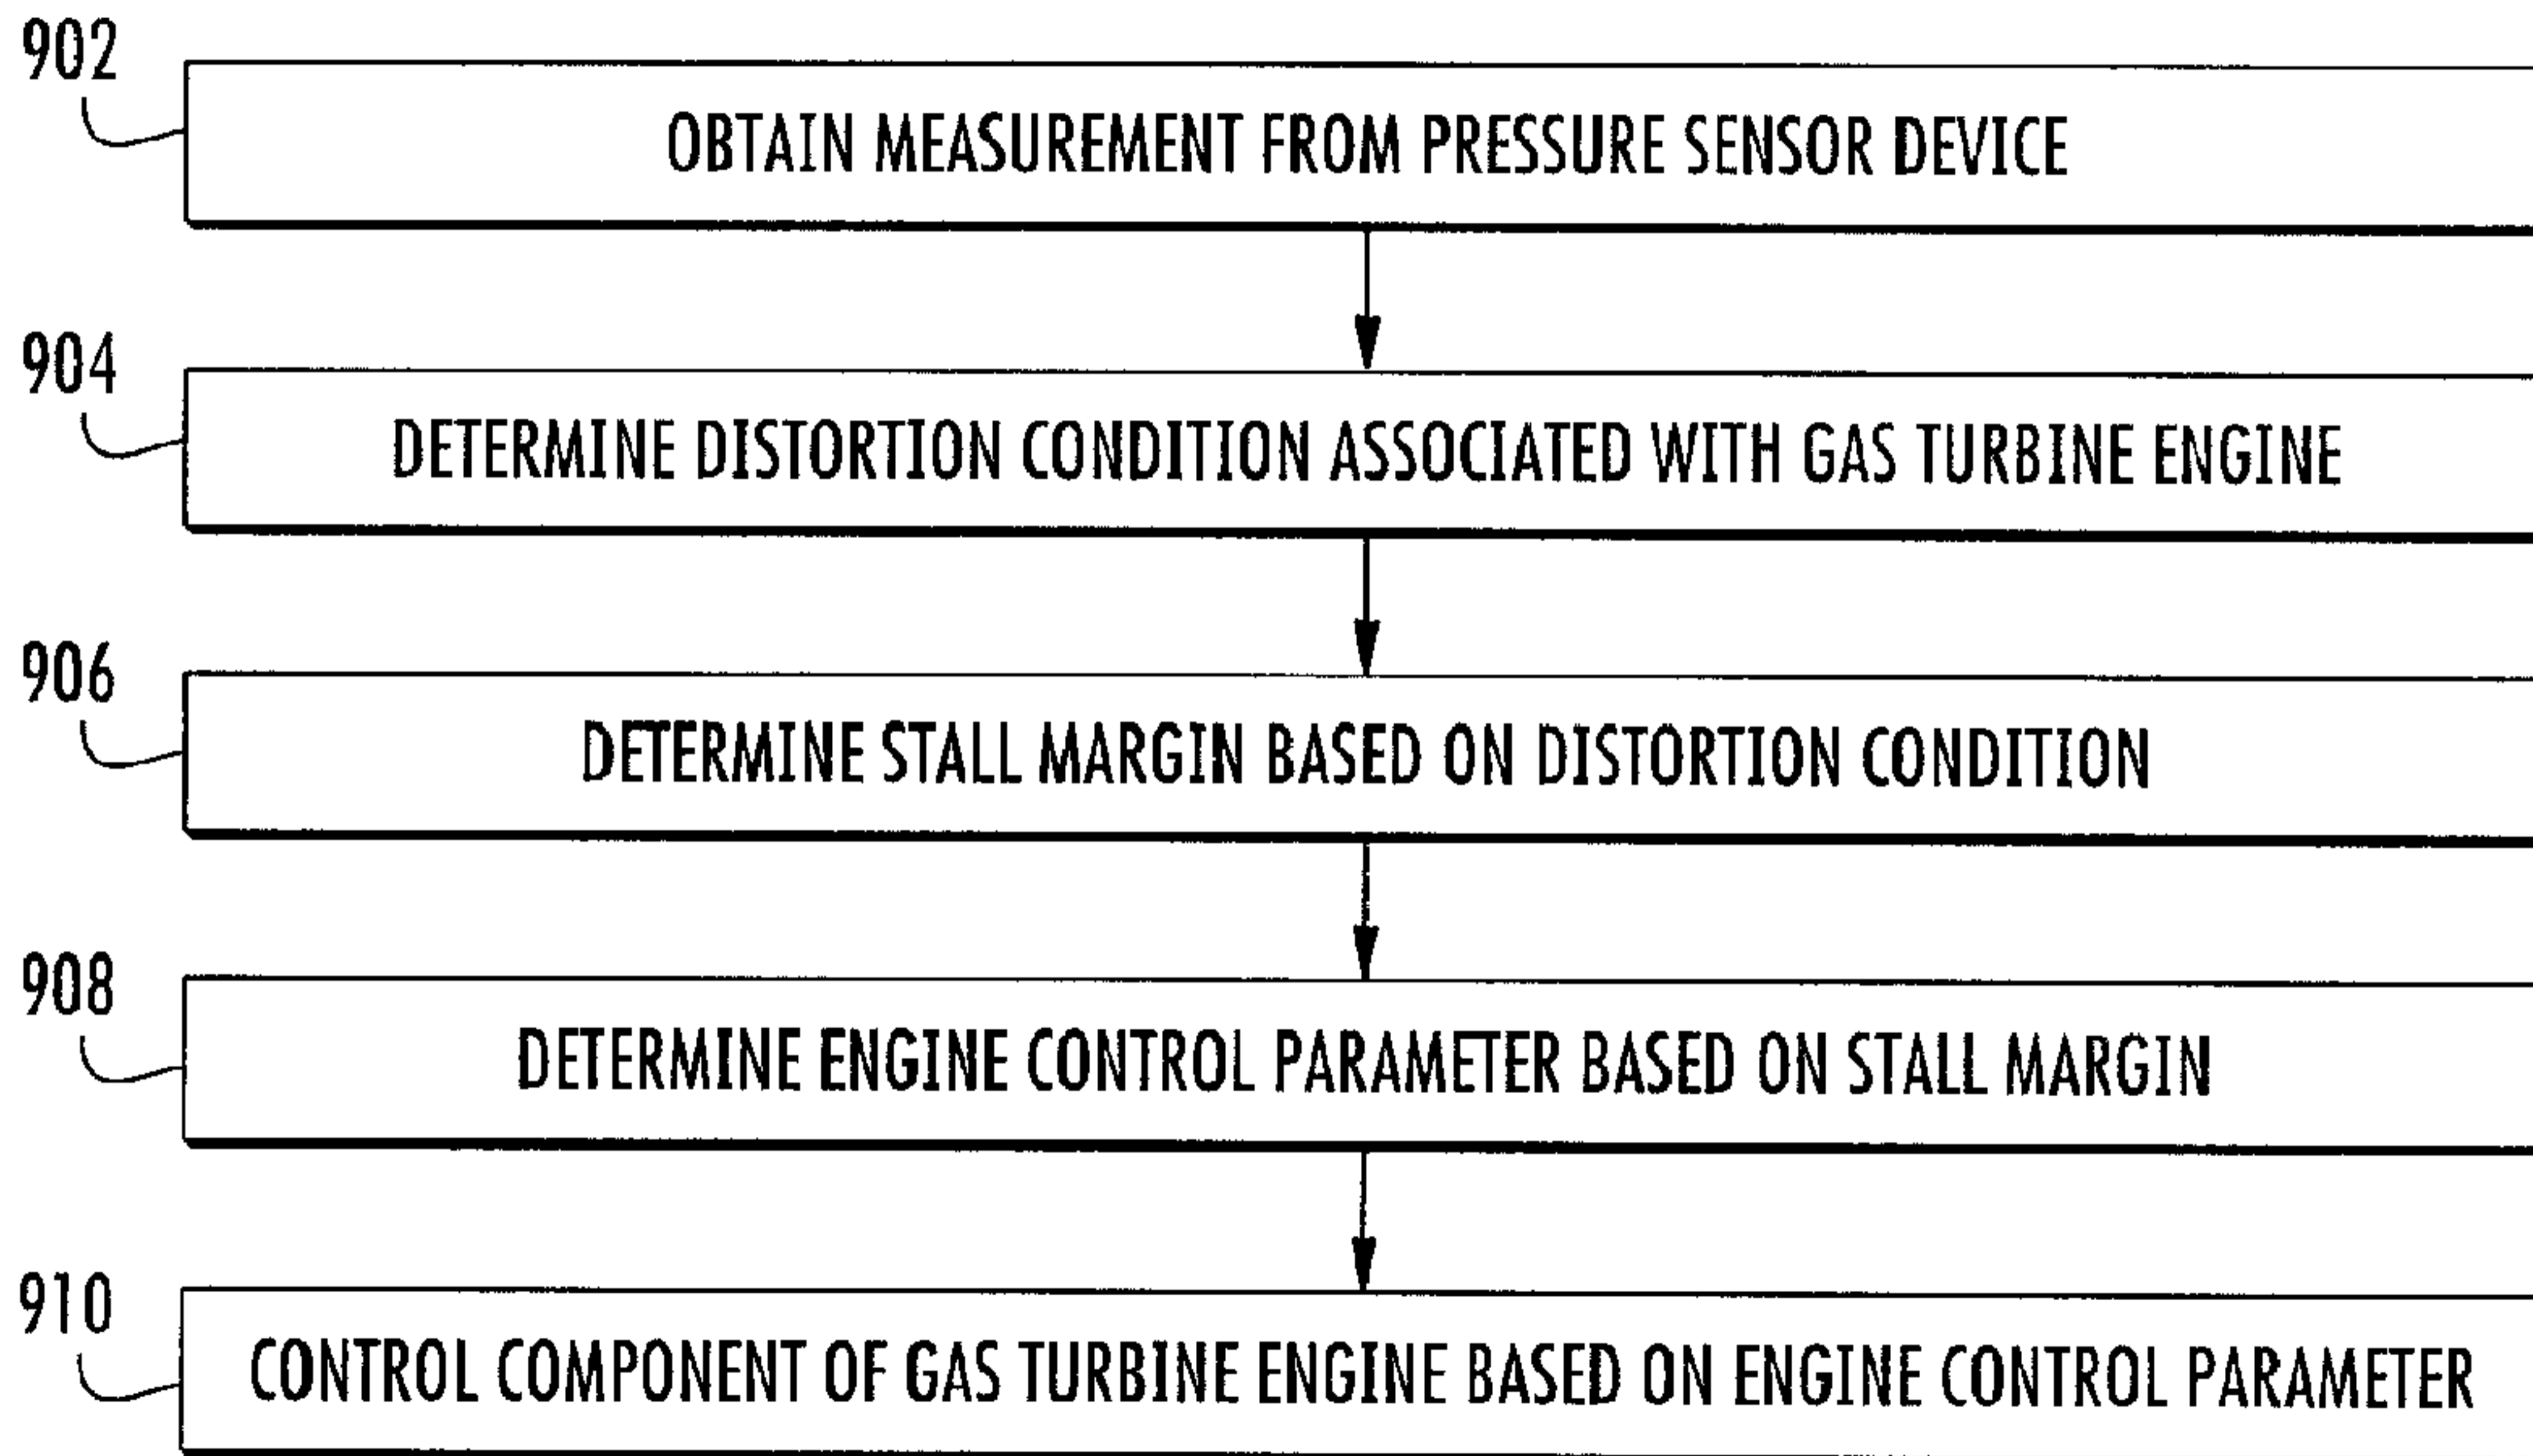 902
OBTAIN MEASUREMENT FROM PRESSURE SENSOR DEVICE
904
DETERMINE DISTORTION CONDITION ASSOCIATED WITH GAS TURBINE ENGINE
906
DETERMINE STALL MARGIN BASED ON DISTORTION CONDITION
908
DETERMINE ENGINE CONTROL PARAMETER BASED ON STALL MARGIN
910
CONTROL COMPONENT OF GAS TURBINE ENGINE BASED ON ENGINE CONTROL PARAMETER